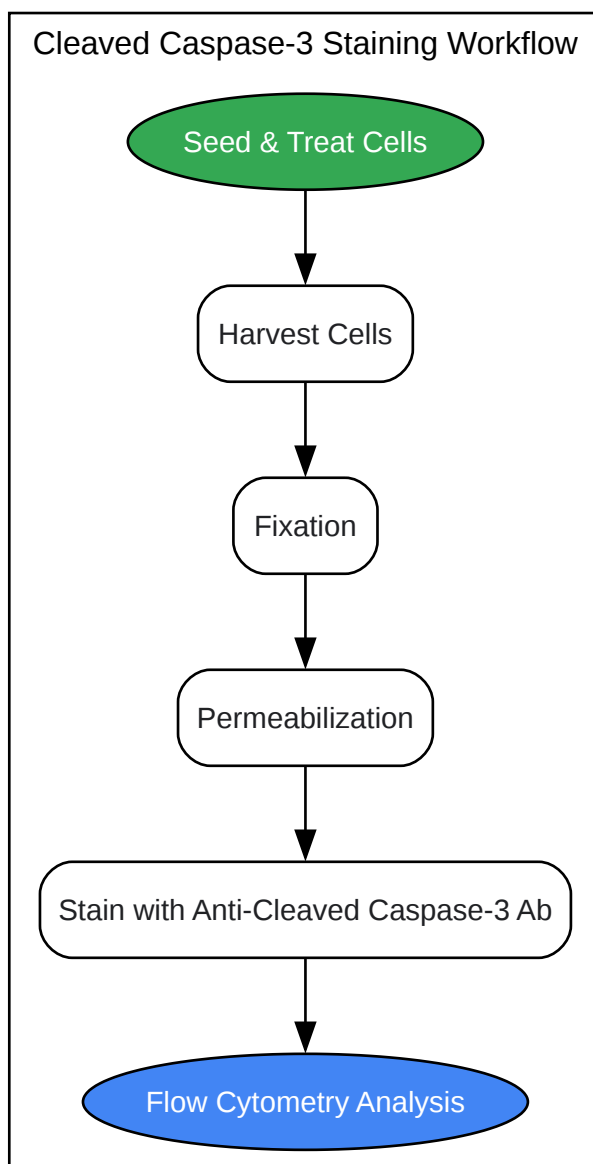 Cleaved Caspase-3 Staining Workflow
Seed & Treat Cells
Harvest Cells
Fixation
Permeabilization
Stain with Anti-Cleaved Caspase-3 Ab
Flow Cytometry Analysis